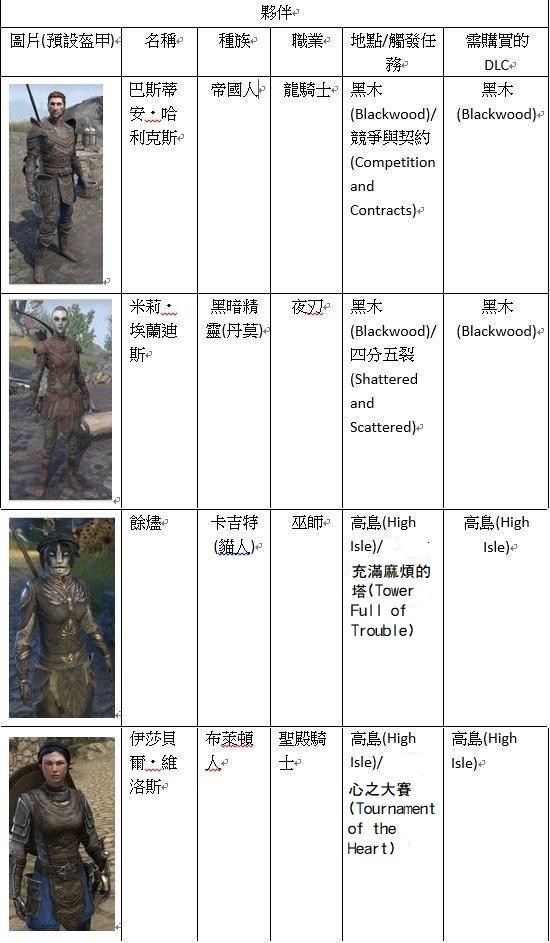 夥伴
圖片(預設盔甲)
名稱
種族
職業
地點/觸發任
務
需購買的
DLC
巴斯蒂
安·哈
利克斯
帝國人
龍騎士
黑木
(Blackwood)/
競爭與契約
(Competition
and
Contracts)
黑木
(Blackwood)
米莉·
埃蘭迪
斯
黑暗精
靈(丹莫)
夜刃
黑木
(Blackwood)/
四分五裂
(Shattered
and
Scattered)
黑木
(Blackwood)
餘燼
卡吉特
(貓人)
巫師
高島(High
Isle)/
充滿麻煩的
塔(Tower
Full of
Trouble)
高島(High
Isle)
伊莎貝
爾·維
洛斯
布萊頓
人
聖殿騎
士
高島(High
Isle)/
心之大賽
(Tournament
of the
Heart)
高島(High
Isle)